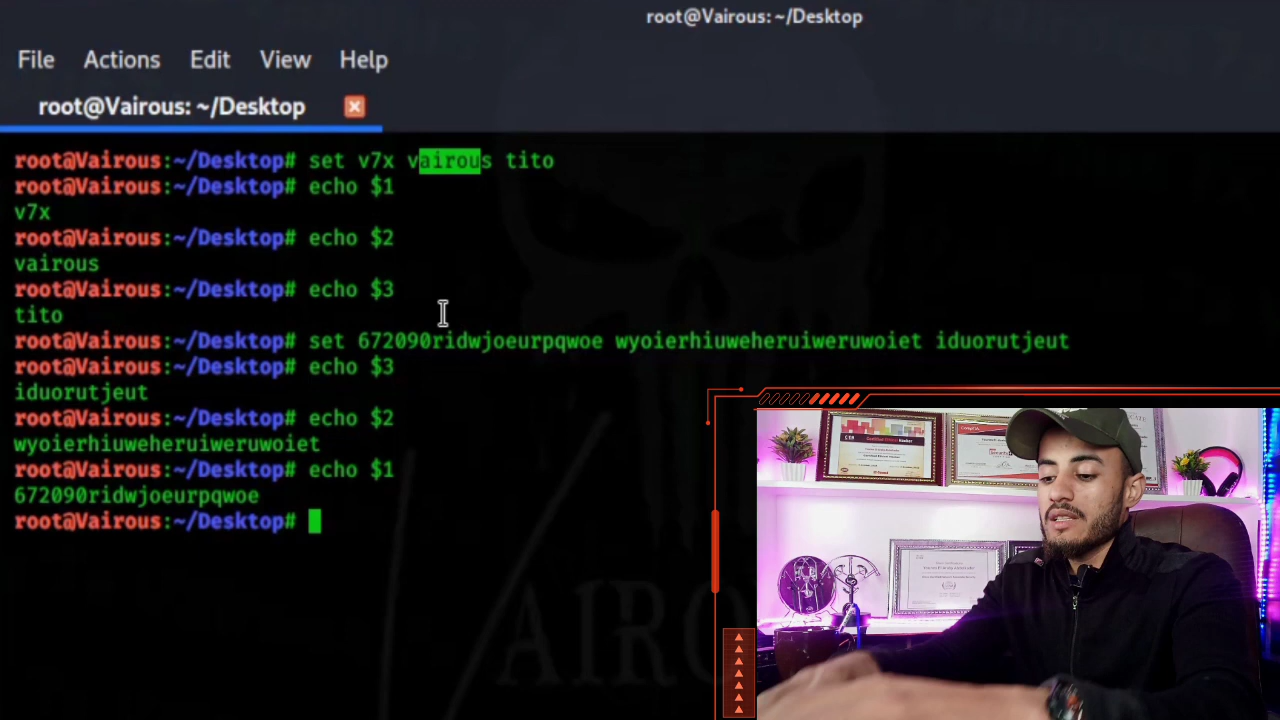 root@Vairous: ~/Desktop
File Actions Edit View Help
root@Vairous: ~/Desktop
root@Vairous:~/Desktop# set v7x vairous tito
root@Vairous:~/Desktop# echo $1
v7x
root@Vairous:~/Desktop# echo $2
vairous
root@Vairous:~/Desktop# echo $3
tito
root@Vairous:~/Desktop# set 672090ridwjoeurpqwoe wyoierhiuweheruiweruwoiet iduorutjeut
root@Vairous:~/Desktop# echo $3
iduorutjeut
root@Vairous:~/Desktop# echo $2
wyoierhiuweheruiweruwoiet
root@Vairous:~/Desktop# echo $1
672090ridwjoeurpqwoe
root@Vairous:~/Desktop#